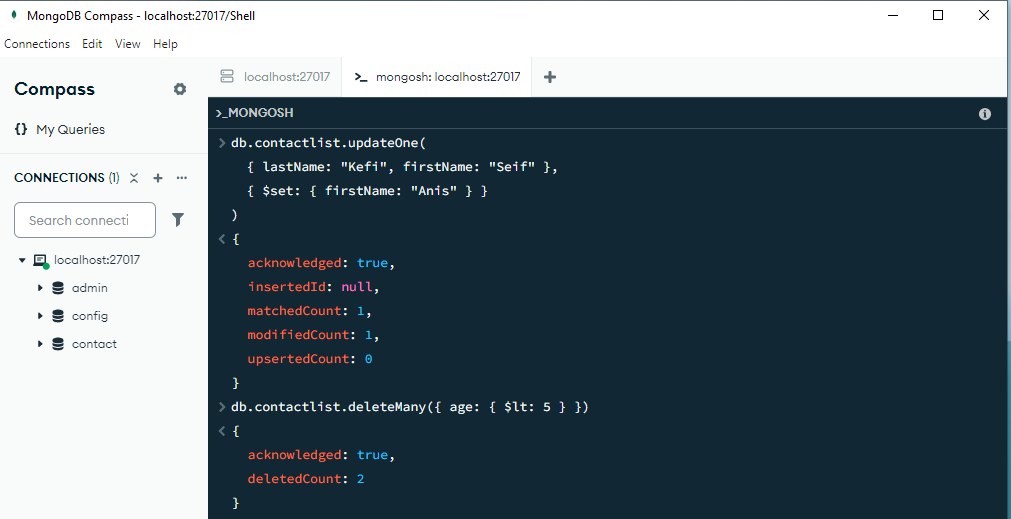 MongoDB Compass - localhost:27017/Shell
Connections Edit View Help
Compass
{} My Queries
CONNECTIONS (1)
Search connecti
localhost:27017
admin
config
contact
localhost:27017
>_ mongosh: localhost:27017
>_MONGOSH
> db.contactlist.updateOne(
{ lastName: "Kefi", firstName: "Seif" },
{ $set: { firstName: "Anis" } }
)
< {
acknowledged: true,
insertedId: null,
matchedCount: 1,
modifiedCount: 1,
upsertedCount: 0
}
> db.contactlist.deleteMany({ age: { $lt: 5 } })
< {
acknowledged: true,
deletedCount: 2
}